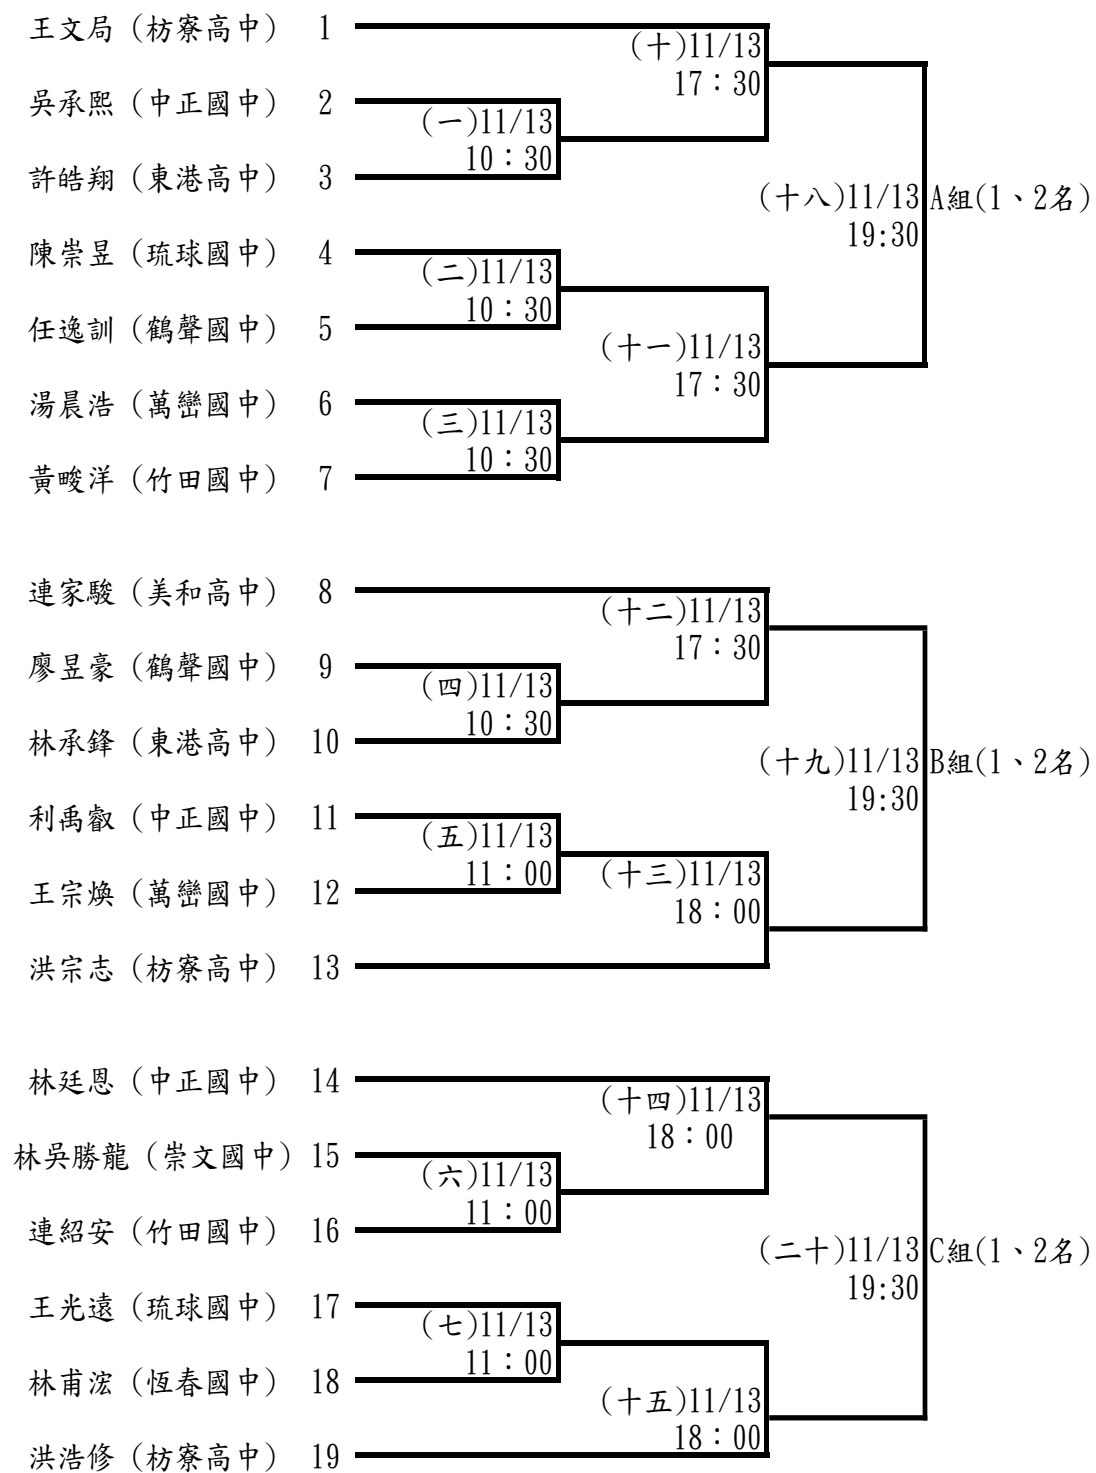 王文局（枋寮高中） 1
(十)11/13
17：30
吳承熙（中正國中） 2
(一)11/13
10：30
許皓翔（東港高中） 3
(十八)11/13 A組(1、2名)
19:30
陳崇昱（琉球國中） 4
(二)11/13
10：30
任逸訓（鶴聲國中） 5
(十一)11/13
17：30
湯晨浩（萬巒國中） 6
(三)11/13
10：30
黃畯洋（竹田國中） 7
連家駿（美和高中） 8
(十二)11/13
17：30
廖昱豪（鶴聲國中） 9
(四)11/13
10：30
林承鋒（東港高中） 10
(十九)11/13 B組(1、2名)
19:30
利禹叡（中正國中） 11
(五)11/13
11：00
(十三)11/13
18：00
王宗煥（萬巒國中） 12
洪宗志（枋寮高中） 13
林廷恩（中正國中） 14
(十四)11/13
18：00
林吳勝龍（崇文國中） 15
(六)11/13
11：00
連紹安（竹田國中） 16
(二十)11/13 C組(1、2名)
19:30
王光遠（琉球國中） 17
(七)11/13
11：00
林甫浤（恆春國中） 18
(十五)11/13
18：00
洪浩修（枋寮高中） 19